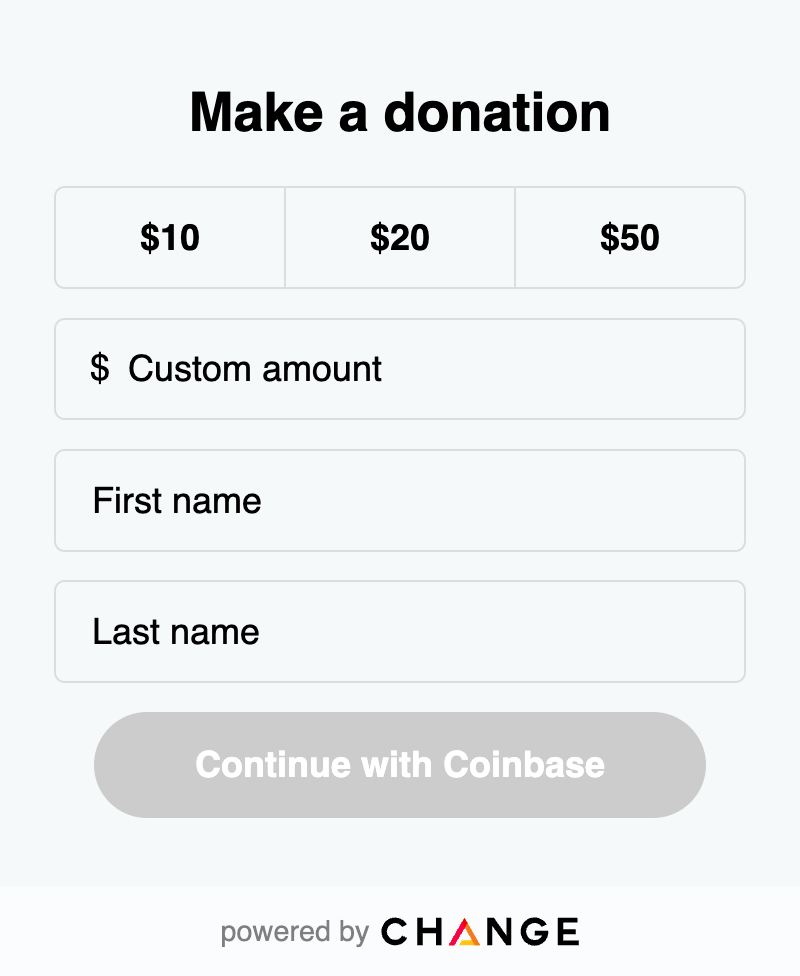 Make a donation
$10 $20 $50
$ Custom amount
First name
Last name
Continue with Coinbase
powered by CHANGE